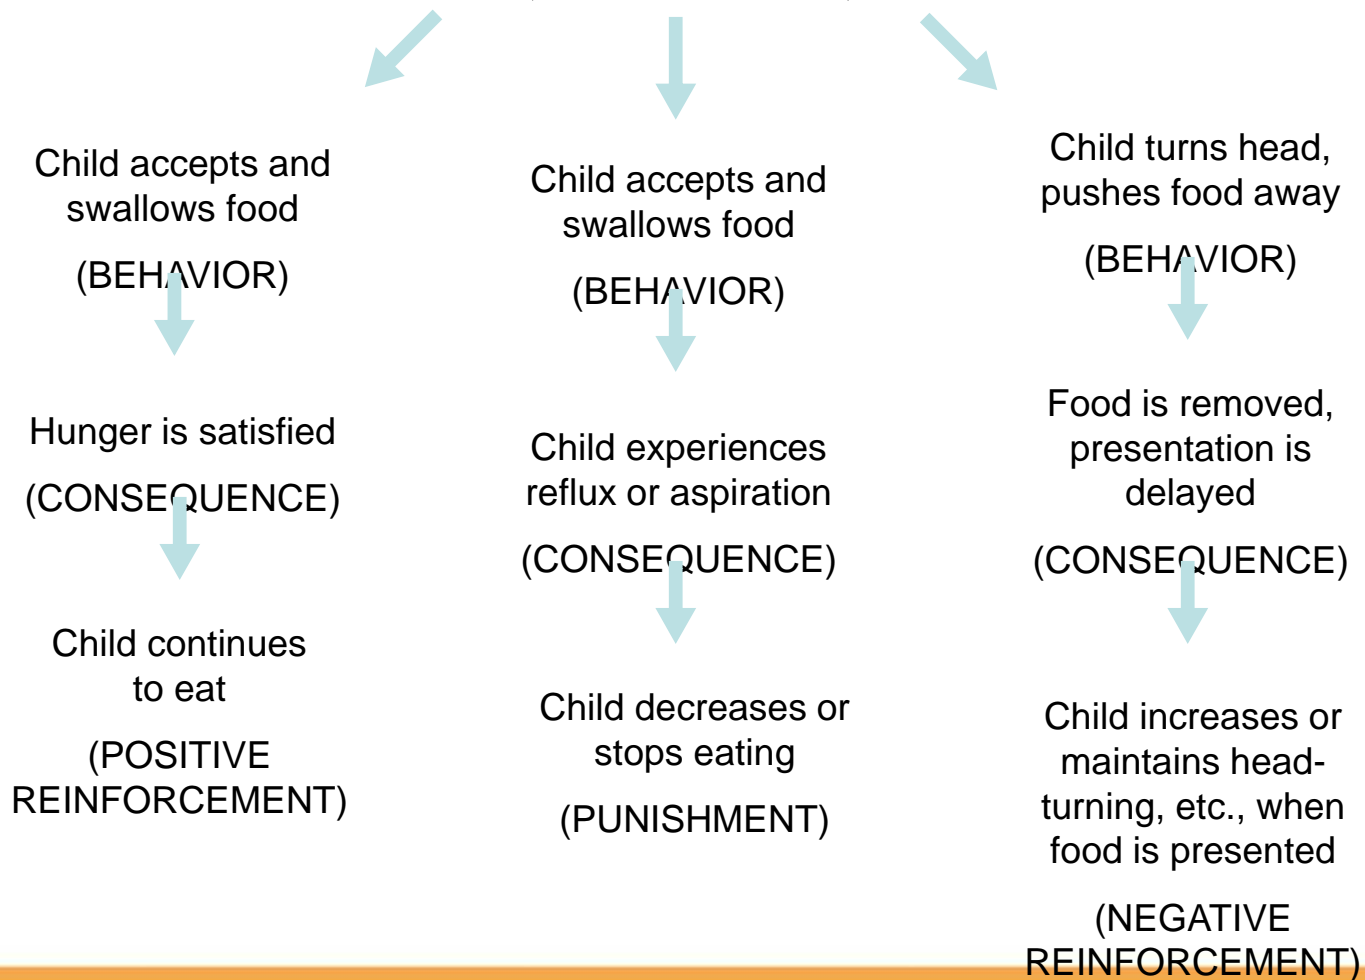 Child accepts and
swallows food
(BEHAVIOR)
Hunger is satisfied
(CONSEQUENCE)
Child continues
to eat
(POSITIVE
REINFORCEMENT)
Child accepts and
swallows food
(BEHAVIOR)
Child experiences
reflux or aspiration
(CONSEQUENCE)
Child decreases or
stops eating
(PUNISHMENT)
Child turns head,
pushes food away
(BEHAVIOR)
Food is removed,
presentation is
delayed
(CONSEQUENCE)
Child increases or
maintains head-
turning, etc., when
food is presented
(NEGATIVE
REINFORCEMENT)